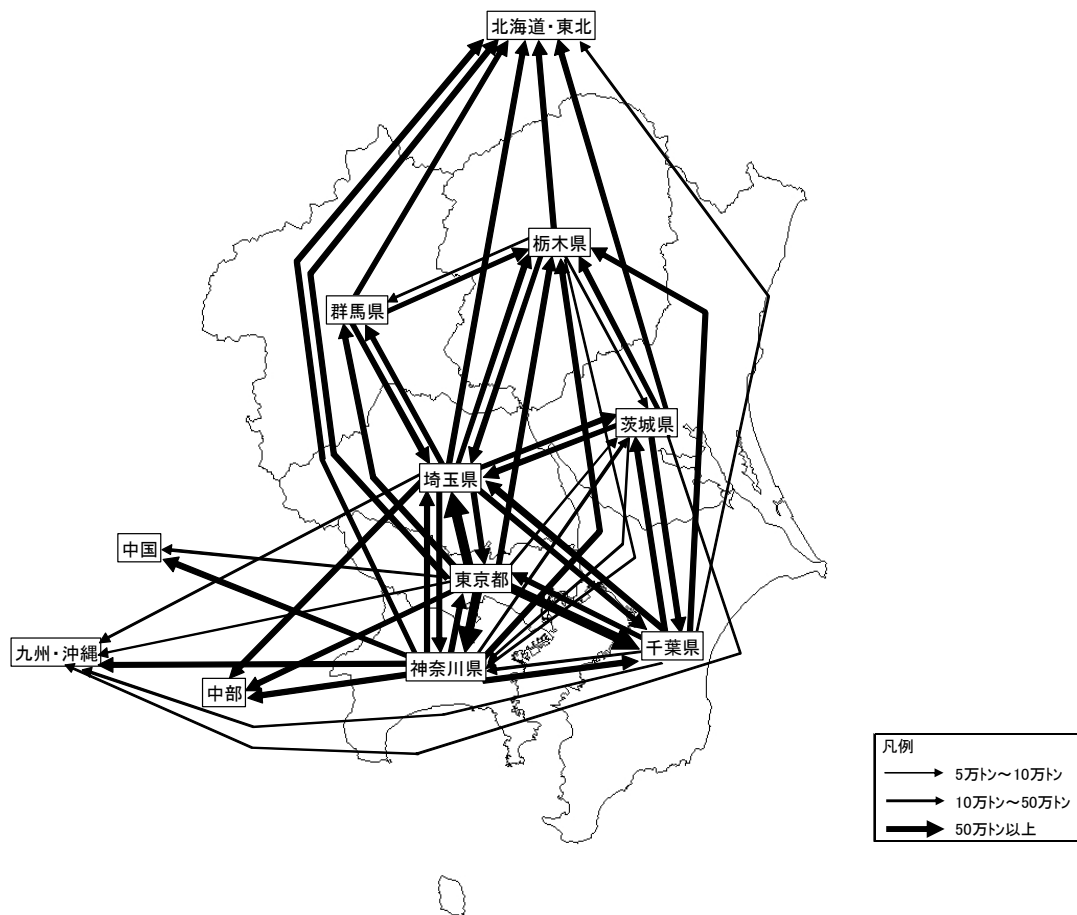 北海道・東北
栃木県
群馬県
茨城県
埼玉県
中国
東京都
九州・沖縄
千葉県
神奈川県
中部
凡例
5万トン～10万トン
10万トン～50万トン
50万トン以上